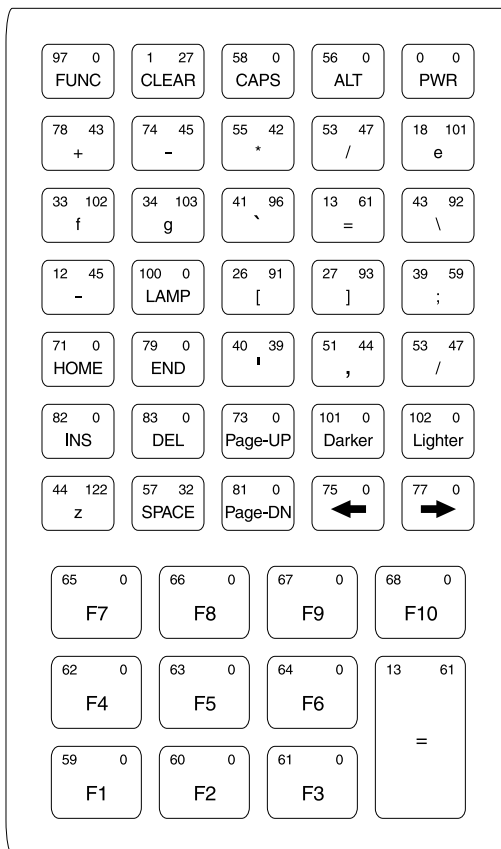 97 0 1 27 58 0 56 0 0 0
FUNC CLEAR CAPS ALT PWR
78 43 74 45 55 42 53 47 18 101
+ - * / e
33 102 34 103 41 96 13 61 43 92
f g ` = \
12 45 100 0 26 91 27 93 39 59
- LAMP [ ] ;
71 0 79 0 40 39 51 44 53 47
HOME END ' , /
82 0 83 0 73 0 101 0 102 0
INS DEL Page-UP Darker Lighter
44 122 57 32 81 0 75 0 77 0
z SPACE Page-DN
65 0 66 0 67 0 68 0
F7 F8 F9 F10
62 0 63 0 64 0 13 61
F4 F5 F6
=
59 0 60 0 61 0
F1 F2 F3